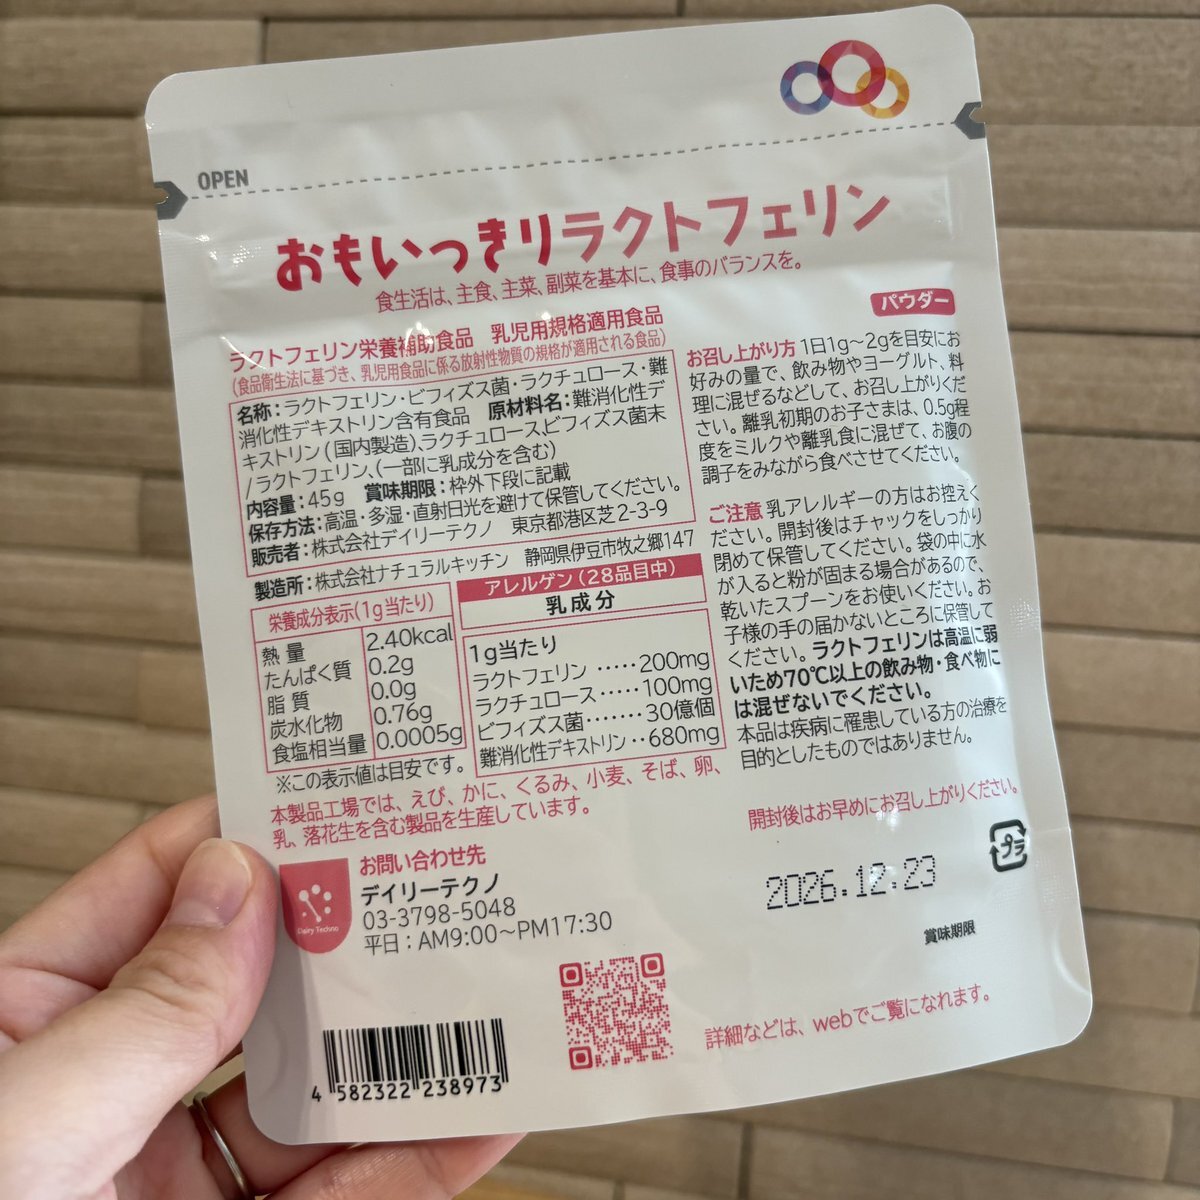 OPEN
おもいっきりラクトフェリン
食生活は、主食、主菜、副菜を基本に、食事のバランスを。
ラクトフェリン栄養補助食品 乳児用規格適用食品
(食品衛生法に基づき、乳児用食品に係る放射性物質の規格が適用される食品)
名称:ラクトフェリン・ビフィズス菌・ラクチュロース・難
消化性デキストリン含有食品 原材料名:難消化性デ
キストリン(国内製造)、ラクチュロース、ビフィズス菌末
/ラクトフェリン、(一部に乳成分を含む)
内容量:45g 賞味期限:枠外下段に記載
保存方法:高温・多湿・直射日光を避けて保管してください。
販売者:株式会社デイリーテクノ 東京都港区芝2-3-9
製造所:株式会社ナチュラルキッチン 静岡県伊豆市牧之郷147
栄養成分表示(1g当たり)
熱量 2.40kcal
たんぱく質 0.2g
脂質 0.0g
炭水化物 0.76g
食塩相当量 0.0005g
※この表示値は目安です。
アレルゲン(28品目中)
乳成分
1g当たり
ラクトフェリン・・・・・200mg
ラクチュロース・・・・・100mg
ビフィズス菌・・・・・・・30億個
難消化性デキストリン・・680mg
本製品工場では、えび、かに、くるみ、小麦、そば、卵、
乳、落花生を含む製品を生産しています。
パウダー
お召し上がり方 1日1g～2gを目安にお
好みの量で、飲み物やヨーグルト、料
理に混ぜるなどして、お召し上がりくだ
さい。離乳初期のお子さまは、0.5g程
度をミルクや離乳食に混ぜて、お腹の
調子をみながら食べさせてください。
ご注意 乳アレルギーの方はお控えく
ださい。開封後はチャックをしっかり
閉めて保管してください。袋の中に水
が入ると粉が固まる場合があるので、
乾いたスプーンをお使いください。お
子様の手の届かないところに保管して
ください。ラクトフェリンは高温に弱
いため70℃以上の飲み物・食べ物に
は混ぜないでください。
本品は疾病に罹患している方の治療を
目的としたものではありません。
開封後はお早めにお召し上がりください。
プラ
2026.12.23
賞味期限
Dairy Techno
お問い合わせ先
デイリーテクノ
03-3798-5048
平日:AM9:00～PM17:30
詳細などは、webでご覧になれます。
4 582322 238973